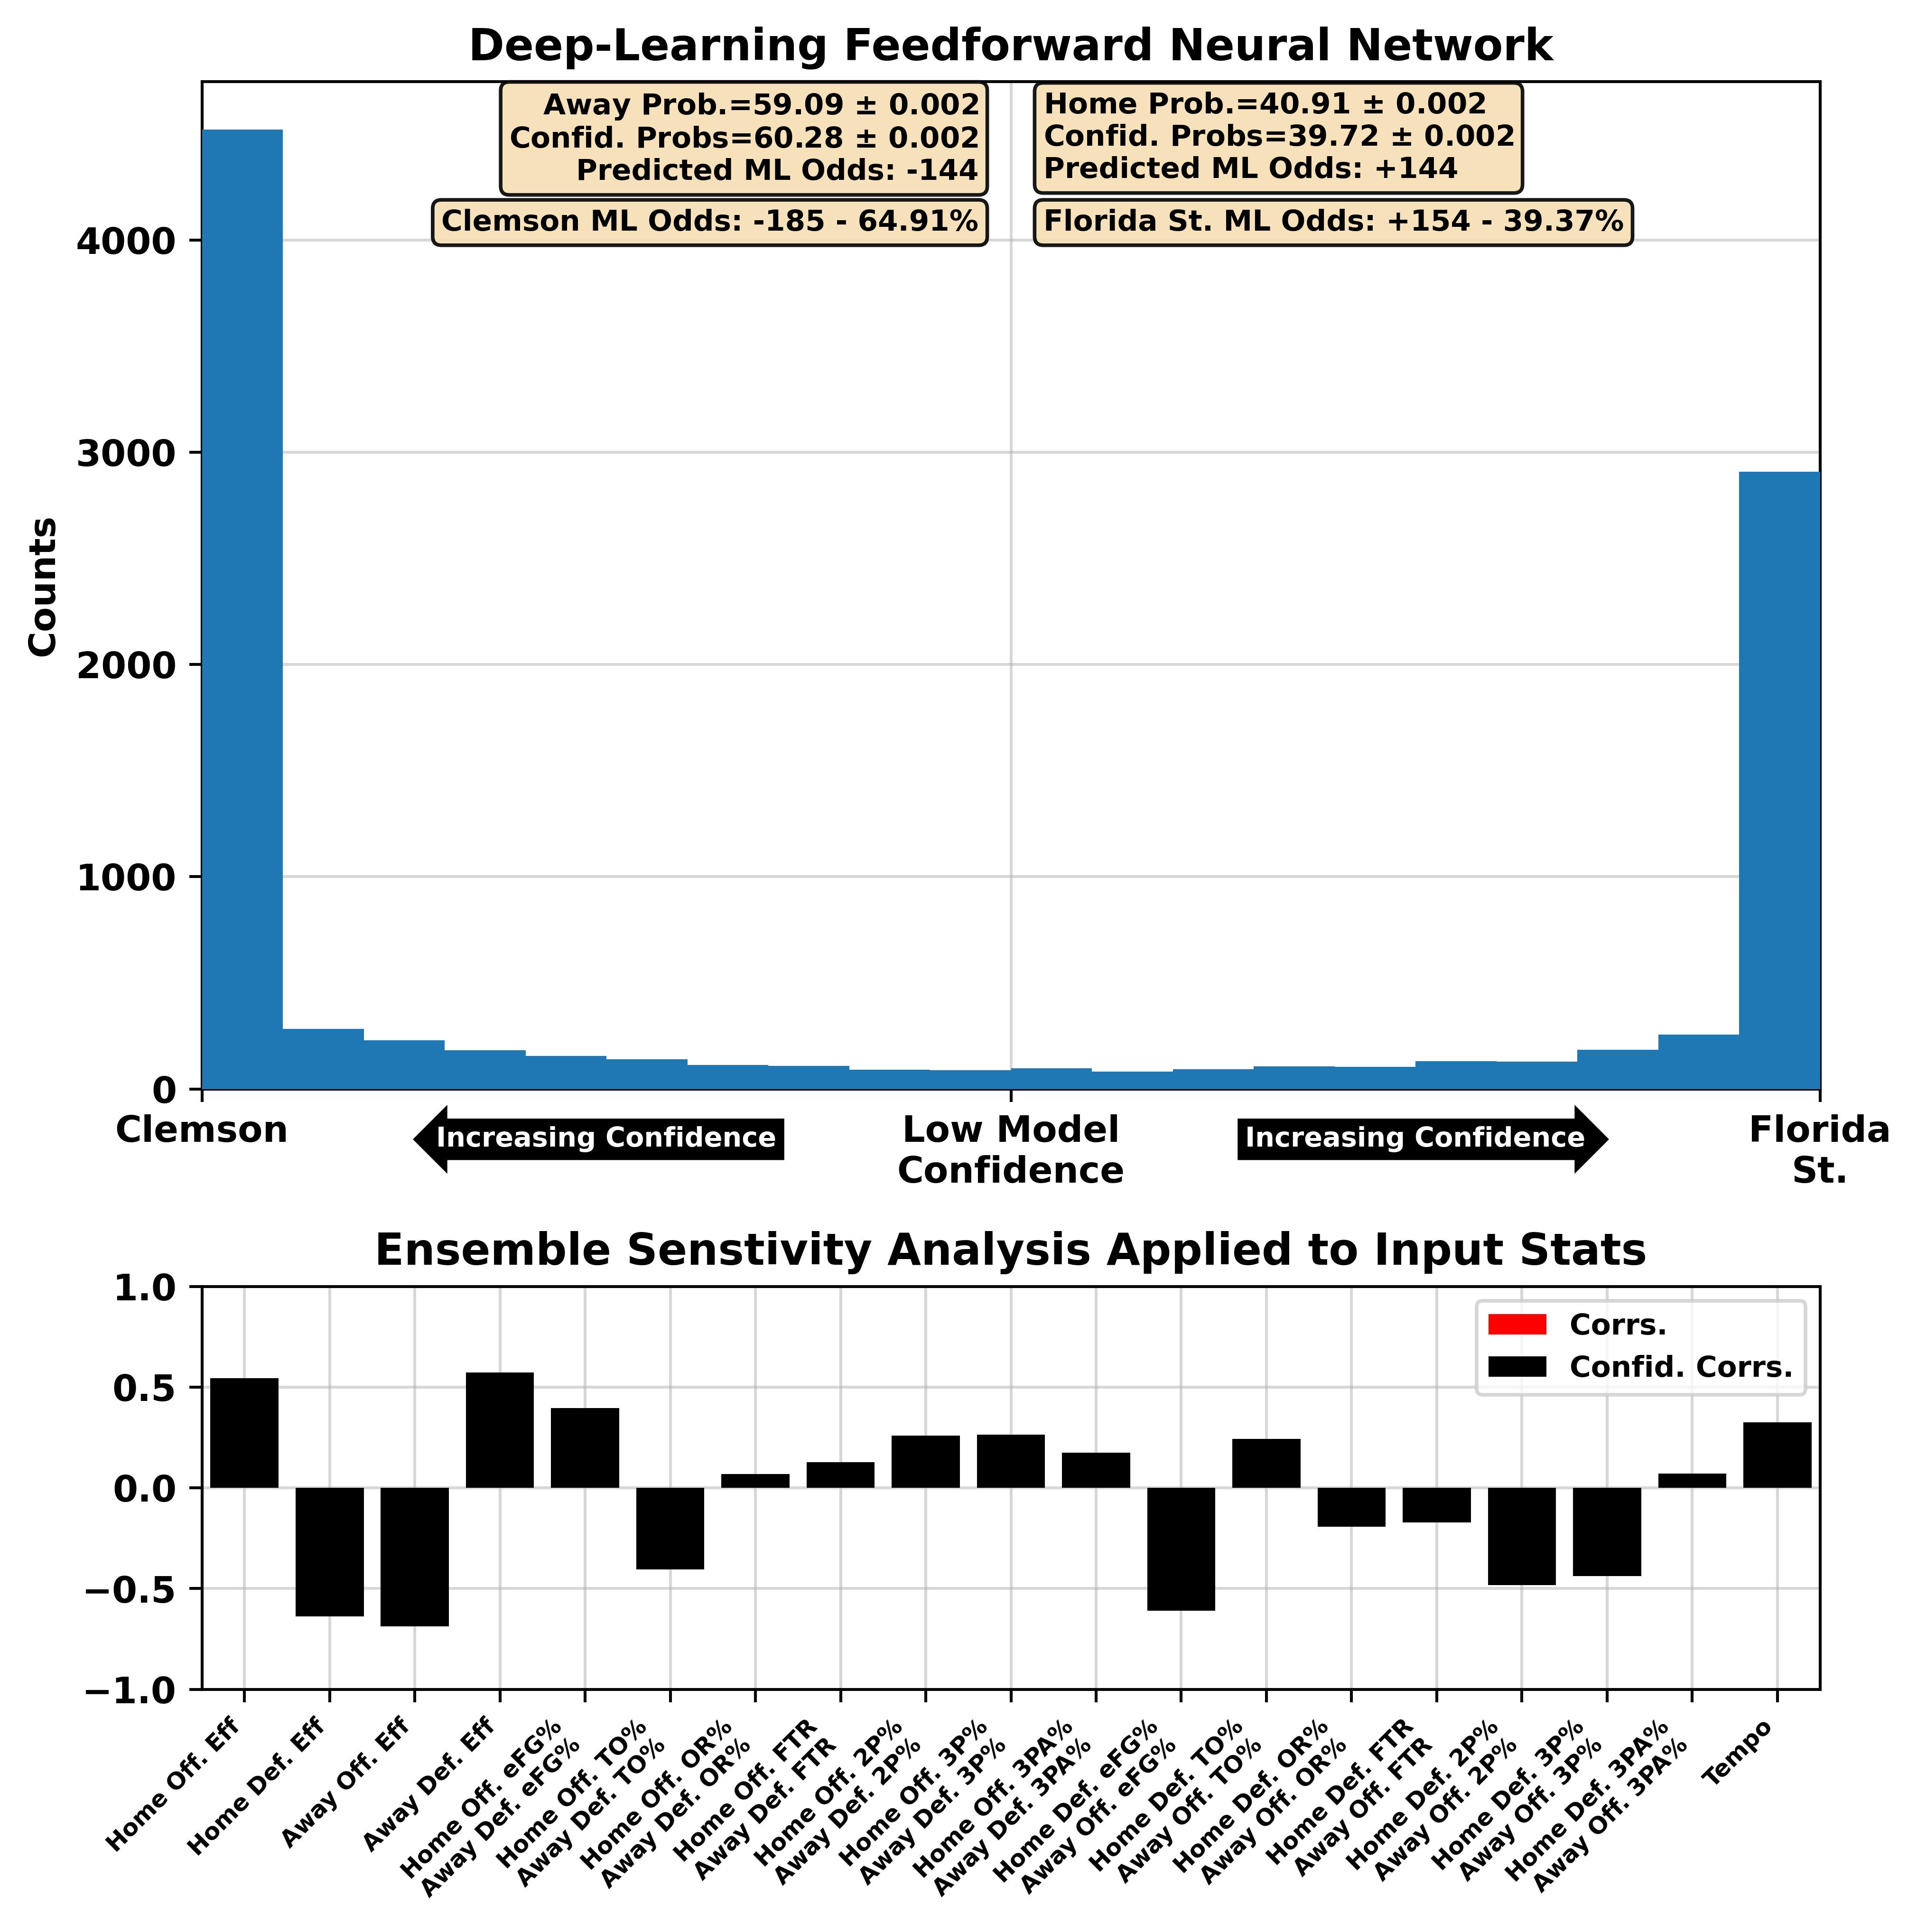 Deep-Learning Feedforward Neural Network
Away Prob.=59.09 ± 0.002
Confid. Probs=60.28 ± 0.002
Predicted ML Odds: -144
Home Prob.=40.91 ± 0.002
Confid. Probs=39.72 ± 0.002
Predicted ML Odds: +144
Clemson ML Odds: -185 - 64.91%
Florida St. ML Odds: +154 - 39.37%
4000
3000
2000
1000
0
Counts
Clemson
Increasing Confidence
Low Model
Confidence
Increasing Confidence
Florida
St.
Ensemble Senstivity Analysis Applied to Input Stats
1.0
0.5
0.0
−0.5
−1.0
Corrs.
Confid. Corrs.
Home Off. Eff
Home Def. Eff
Away Off. Eff
Away Def. Eff
Home Off. eFG%
Away Def. eFG%
Home Off. TO%
Away Def. TO%
Home Off. OR%
Away Def. OR%
Home Off. FTR
Away Def. FTR
Home Off. 2P%
Away Def. 2P%
Home Off. 3P%
Away Def. 3P%
Home Off. 3PA%
Away Def. 3PA%
Home Def. eFG%
Away Off. eFG%
Home Def. TO%
Away Off. TO%
Home Def. OR%
Away Off. OR%
Home Def. FTR
Away Off. FTR
Home Def. 2P%
Away Off. 2P%
Home Def. 3P%
Away Off. 3P%
Home Def. 3PA%
Away Off. 3PA%
Tempo